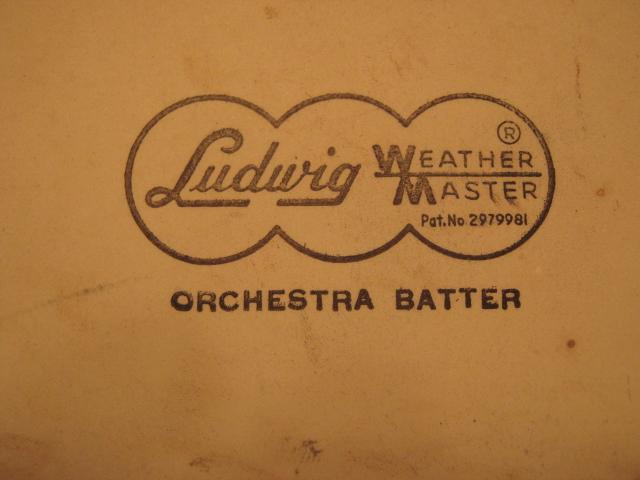 Ludwig WEATHER MASTER ®
Pat. No 2979981
ORCHESTRA BATTER